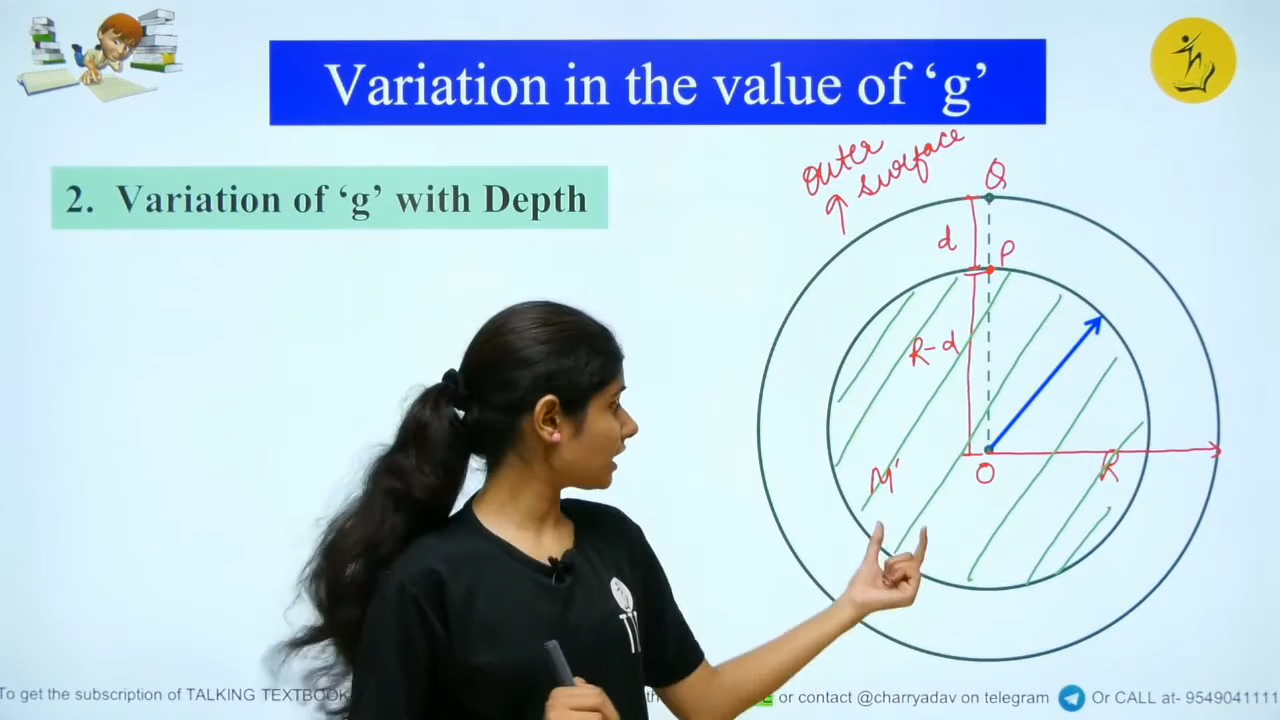 Variation in the value of ‘g’
2. Variation of ‘g’ with Depth
outer
surface
Q
d
P
R-d
M'
O
R
To get the subscription of TALKING TEXTBOOK
or contact @charryadav on telegram
Or CALL at- 9549041111